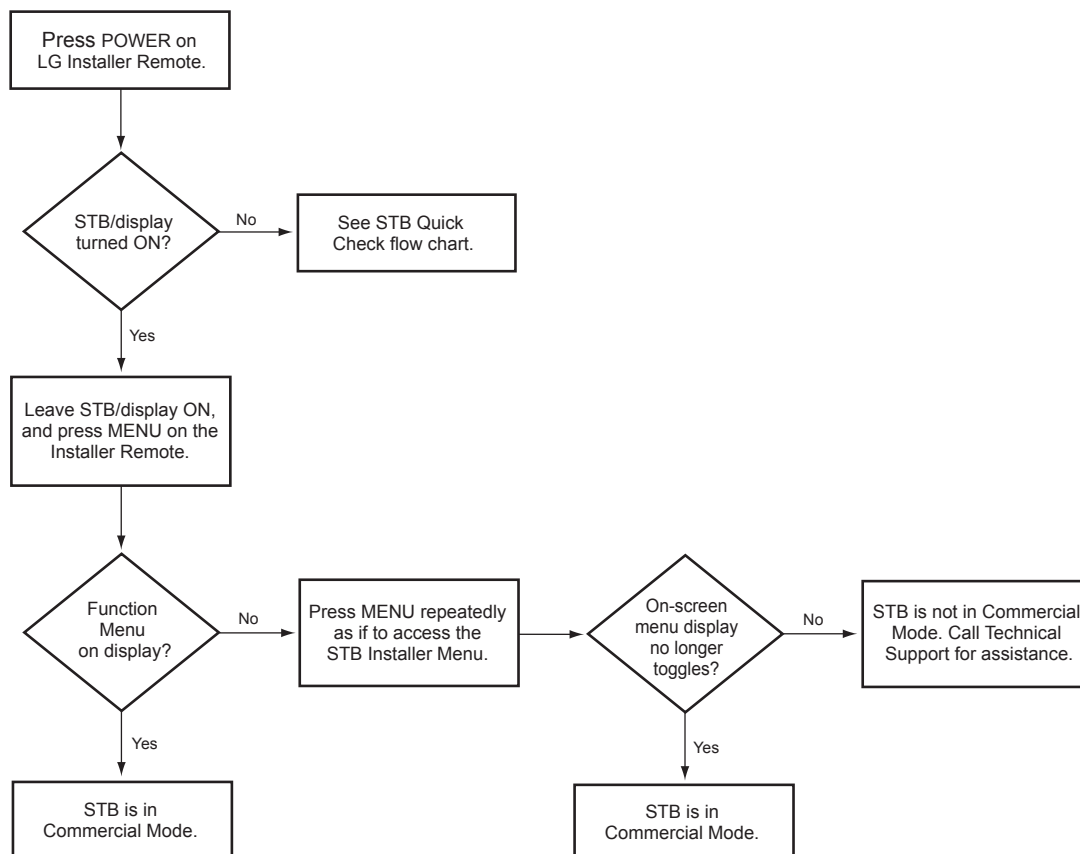 Press POWER on
LG Installer Remote.
STB/display
turned ON?
No
See STB Quick
Check flow chart.
Yes
Leave STB/display ON,
and press MENU on the
Installer Remote.
Function
Menu
on display?
No
Press MENU repeatedly
as if to access the
STB Installer Menu.
On-screen
menu display
no longer
toggles?
No
STB is not in Commercial
Mode. Call Technical
Support for assistance.
Yes
STB is in
Commercial Mode.
Yes
STB is in
Commercial Mode.